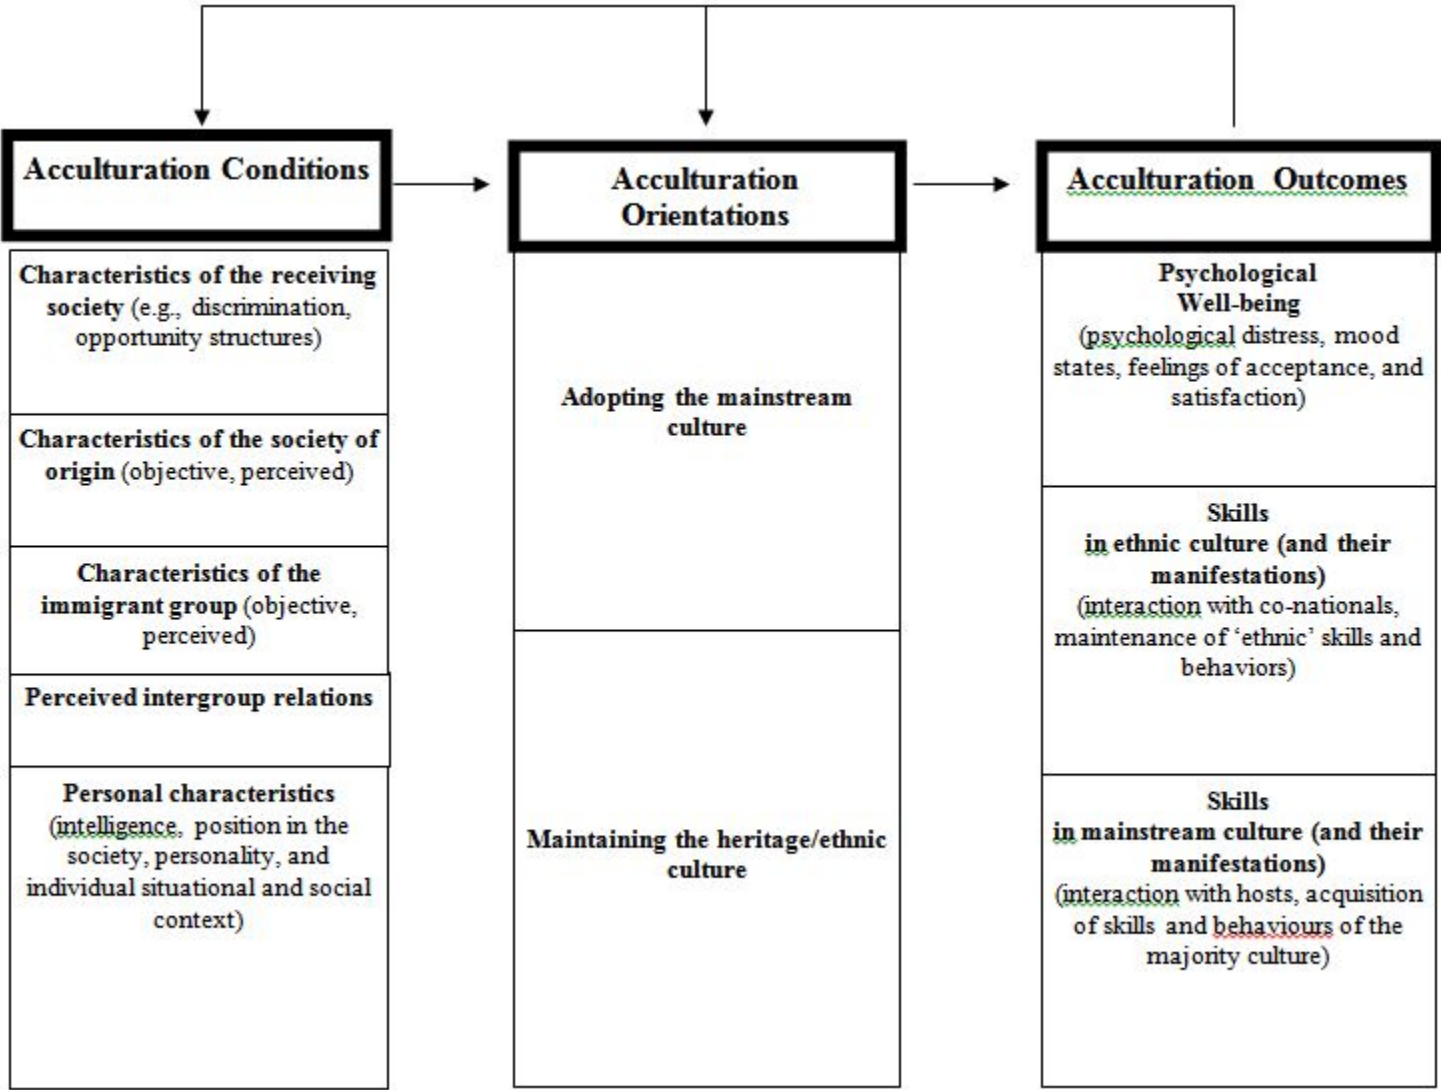 Acculturation Conditions
Characteristics of the receiving
society (e.g., discrimination,
opportunity structures)
Characteristics of the society of
origin (objective, perceived)
Characteristics of the
immigrant group (objective,
perceived)
Perceived intergroup relations
Personal characteristics
(intelligence, position in the
society, personality, and
individual situational and social
context)
Acculturation
Orientations
Adopting the mainstream
culture
Maintaining the heritage/ethnic
culture
Acculturation Outcomes
Psychological
Well-being
(psychological distress, mood
states, feelings of acceptance, and
satisfaction)
Skills
in ethnic culture (and their
manifestations)
(interaction with co-nationals,
maintenance of ‘ethnic’ skills and
behaviors)
Skills
in mainstream culture (and their
manifestations)
(interaction with hosts, acquisition
of skills and behaviours of the
majority culture)